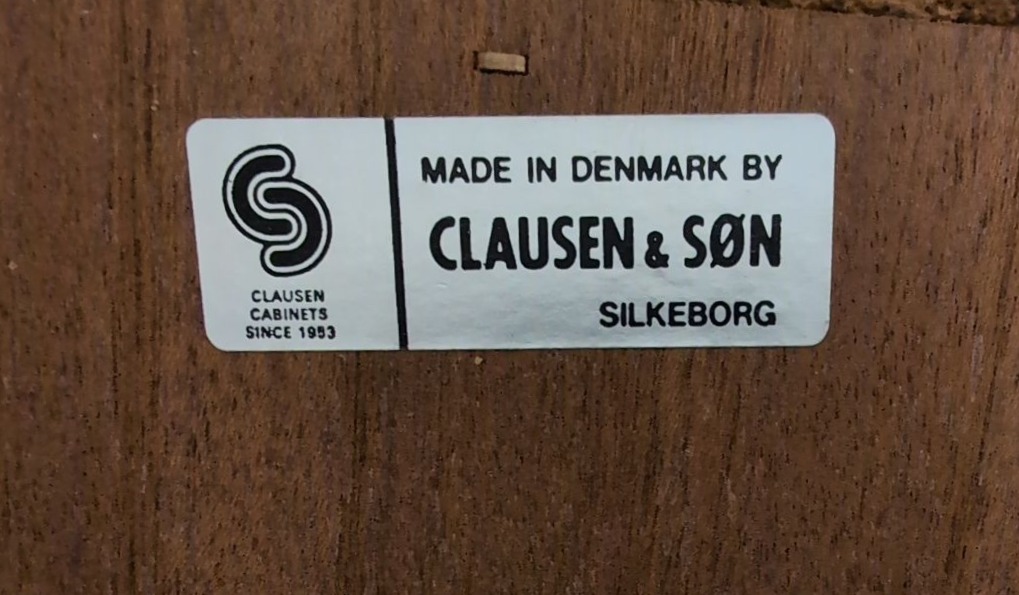 CLAUSEN
CABINETS
SINCE 1953
MADE IN DENMARK BY
CLAUSEN & SØN
SILKEBORG